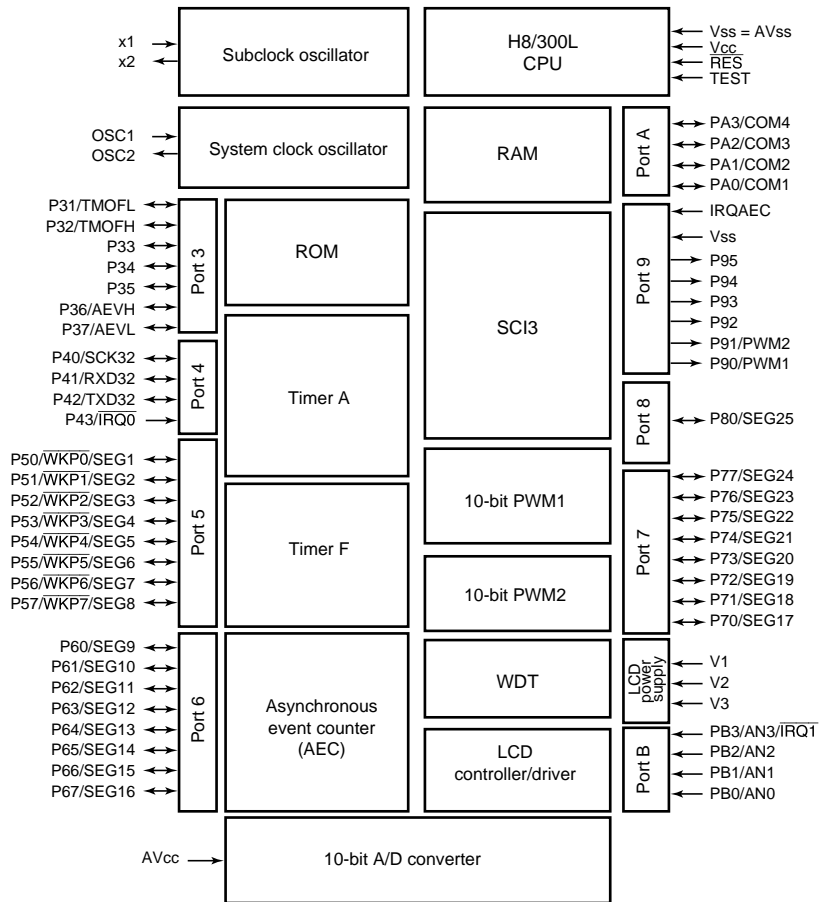 x1
x2
Subclock oscillator
H8/300L
CPU
Vss = AVss
Vcc
RES
TEST
OSC1
OSC2
System clock oscillator
RAM
Port A
PA3/COM4
PA2/COM3
PA1/COM2
PA0/COM1
P31/TMOFL
P32/TMOFH
P33
P34
P35
P36/AEVH
P37/AEVL
Port 3
ROM
SCI3
Port 9
IRQAEC
Vss
P95
P94
P93
P92
P91/PWM2
P90/PWM1
P40/SCK32
P41/RXD32
P42/TXD32
P43/IRQ0
Port 4
Timer A
Port 8
P80/SEG25
P50/WKP0/SEG1
P51/WKP1/SEG2
P52/WKP2/SEG3
P53/WKP3/SEG4
P54/WKP4/SEG5
P55/WKP5/SEG6
P56/WKP6/SEG7
P57/WKP7/SEG8
Port 5
Timer F
10-bit PWM1
10-bit PWM2
Port 7
P77/SEG24
P76/SEG23
P75/SEG22
P74/SEG21
P73/SEG20
P72/SEG19
P71/SEG18
P70/SEG17
P60/SEG9
P61/SEG10
P62/SEG11
P63/SEG12
P64/SEG13
P65/SEG14
P66/SEG15
P67/SEG16
Port 6
Asynchronous
event counter
(AEC)
WDT
LCD
power
supply
V1
V2
V3
LCD
controller/driver
Port B
PB3/AN3/IRQ1
PB2/AN2
PB1/AN1
PB0/AN0
AVcc
10-bit A/D converter